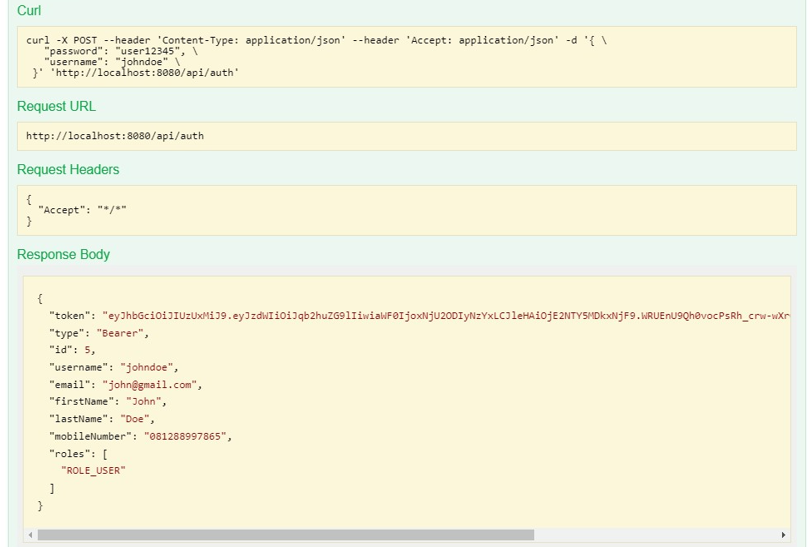 Curl
curl -X POST --header 'Content-Type: application/json' --header 'Accept: application/json' -d '{ \
"password": "user12345", \
"username": "johndoe" \
}' 'http://localhost:8080/api/auth'
Request URL
http://localhost:8080/api/auth
Request Headers
{
"Accept": "*/*"
}
Response Body
{
"token": "eyJhbGciOiJIUzUxMiJ9.eyJzdWIiOiJqb2huZG9lIiwiaWF0IjoxNjU2ODIyNzYxLCJleHAiOjE2NTY5MDkxNjF9.WRUEnU9Qh0vocPsRh_crw-wXr
"type": "Bearer",
"id": 5,
"username": "johndoe",
"email": "john@gmail.com",
"firstName": "John",
"lastName": "Doe",
"mobileNumber": "081288997865",
"roles": [
"ROLE_USER"
]
}